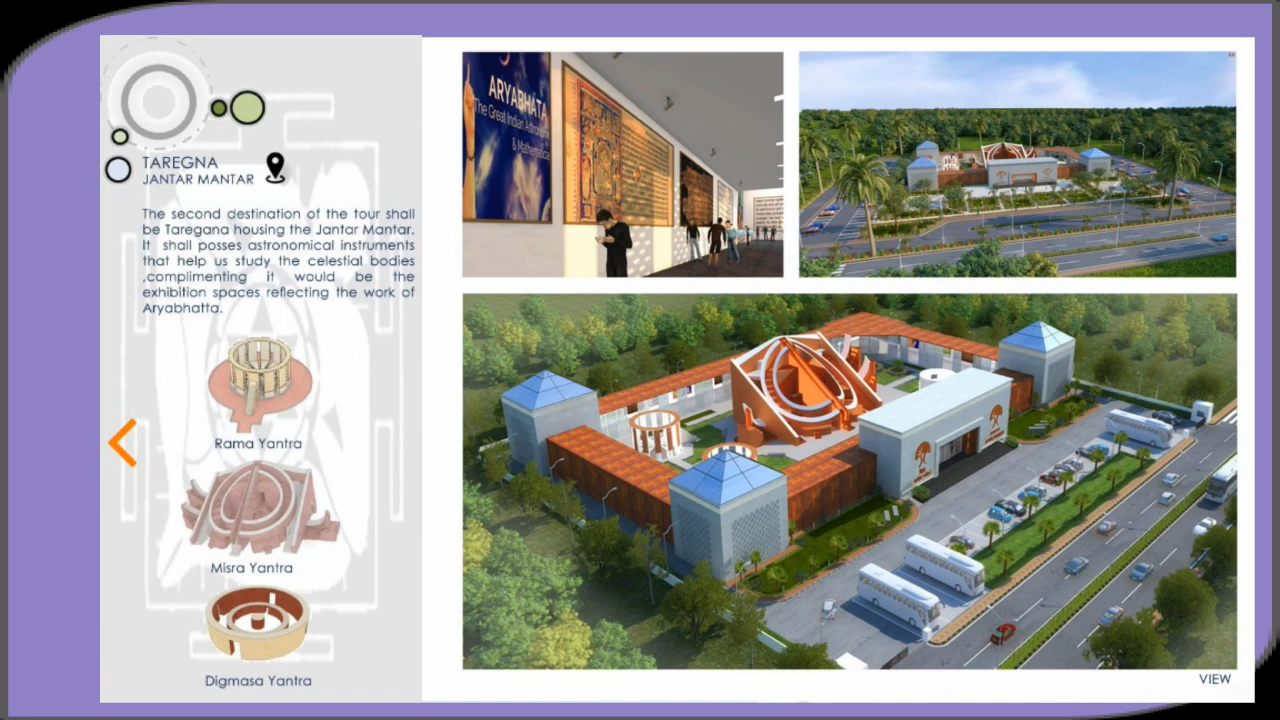 TAREGNA
JANTAR MANTAR
The second destination of the tour shall
be Taregana housing the Jantar Mantar.
It shall posses astronomical instruments
that help us study the celestial bodies
,complimenting it would be the
exhibition spaces reflecting the work of
Aryabhatta.
Rama Yantra
Misra Yantra
Digmasa Yantra
ARYABHATA
The Great Indian
&
VIEW